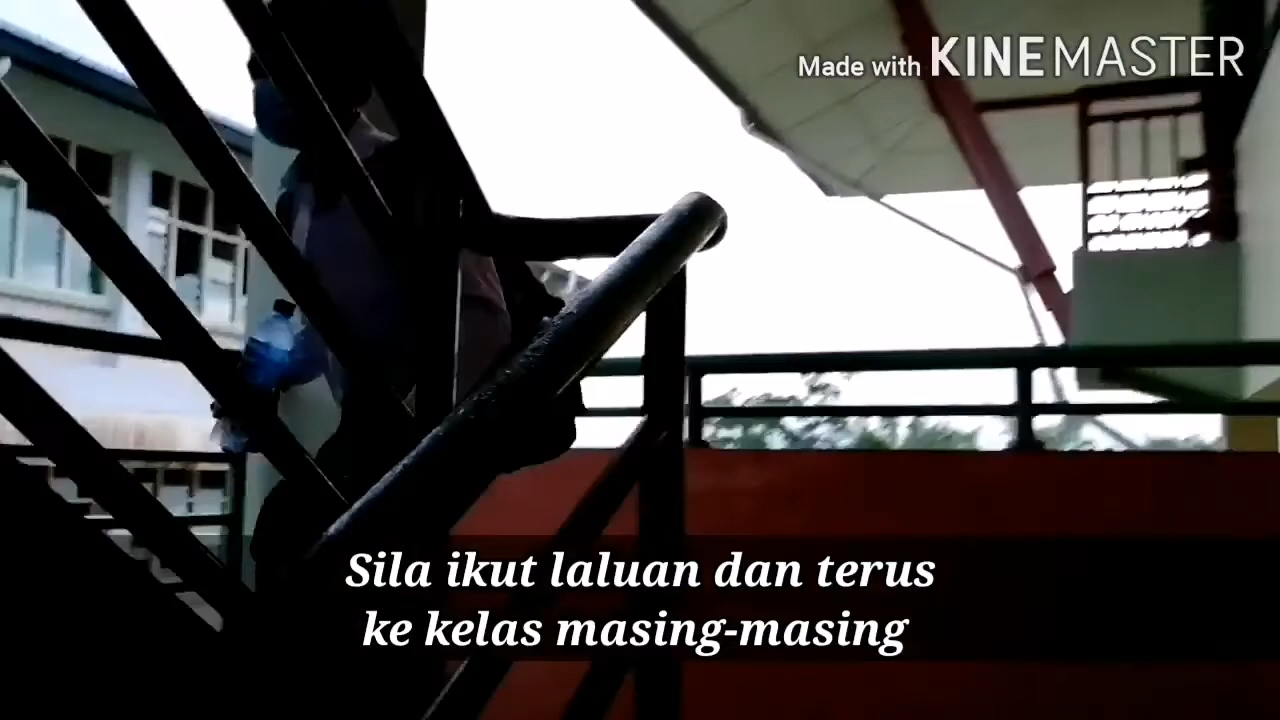 Made with KINEMASTER
Sila ikut laluan dan terus
ke kelas masing-masing